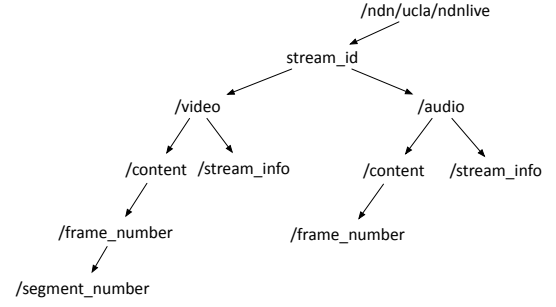 /ndn/ucla/ndnlive
stream_id
/video
/audio
/content
/stream_info
/content
/stream_info
/frame_number
/frame_number
/segment_number